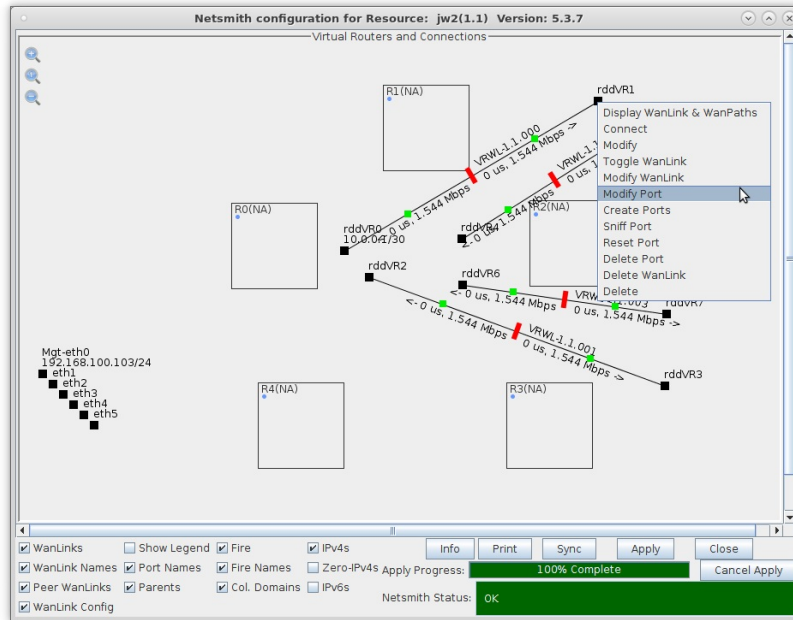 Netsmith configuration for Resource: jw2(1.1) Version: 5.3.7
Virtual Routers and Connections
R1(NA)
rddVR1
VRWL-1.1.000
0 us, 1.544 Mbps ->
<- 0 us, 1.544 Mbps
rddVR0
10.0.0.1/30
R0(NA)
R2(NA)
<- 0 us, 1.544 Mbps
rddVR2
rddVR6
<- 0 us, 1.544 Mbps
0 us, 1.544 Mbps ->
rddVR7
<- 0 us, 1.544 Mbps
VRWL-1.1.001
0 us, 1.544 Mbps ->
rddVR3
Display WanLink & WanPaths
Connect
Modify
Toggle WanLink
Modify WanLink
Modify Port
Create Ports
Sniff Port
Reset Port
Delete Port
Delete WanLink
Delete
Mgt-eth0
192.168.100.103/24
eth1
eth2
eth3
eth4
eth5
R4(NA)
R3(NA)
WanLinks Show Legend Fire IPv4s Info Print Sync Apply Close
WanLink Names Port Names Fire Names Zero-IPv4s Apply Progress: 100% Complete Cancel Apply
Peer WanLinks Parents Col. Domains IPv6s Netsmith Status: OK
WanLink Config